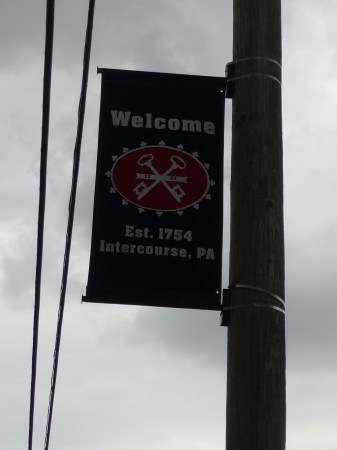 Welcome
Est. 1754
Intercourse, PA